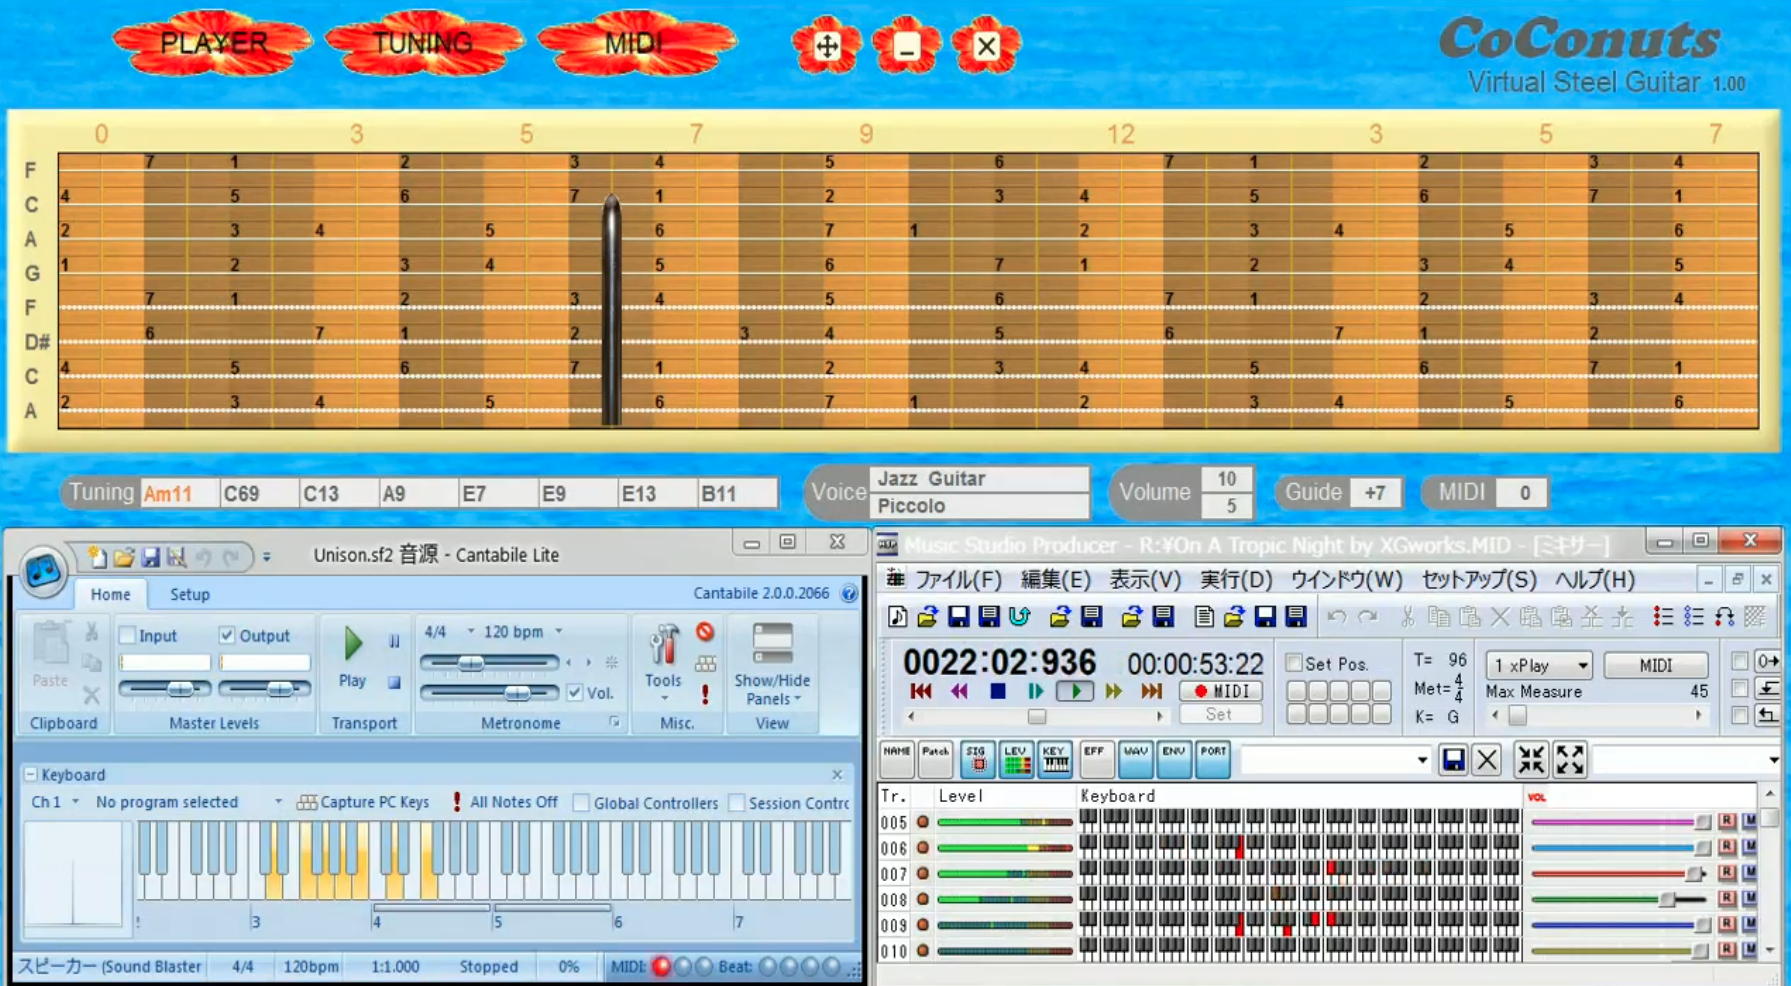 PLAYER TUNING MIDI
CoConuts
Virtual Steel Guitar 1.00
0 3 5 7 9 12 3 5 7
F 7 1 2 3 4 5 6 7 1 2 3 4
C 4 5 6 7 1 2 3 4 5 6 7 1
A 2 3 4 5 6 7 1 2 3 4 5 6
G 1 2 3 4 5 6 7 1 2 3 4 5
F 7 1 2 3 4 5 6 7 1 2 3 4
D# 6 7 1 2 3 4 5 6 7 1 2
C 4 5 6 7 1 2 3 4 5 6 7 1
A 2 3 4 5 6 7 1 2 3 4 5 6
Tuning Am11 C69 C13 A9 E7 E9 E13 B11
Voice Jazz Guitar
Piccolo
Volume 10
5
Guide +7
MIDI 0
Unison.sf2 音源 - Cantabile Lite
Home Setup Cantabile 2.0.0.2066
Input Output 4/4 120 bpm
Paste Play Vol. Tools Show/Hide
Panels
Clipboard Master Levels Transport Metronome Misc. View
Keyboard
Ch 1 No program selected Capture PC Keys All Notes Off Global Controllers Session Contrc
3 4 5 6 7
スピーカー (Sound Blaster 4/4 120bpm 1:1.000 Stopped 0% MIDI: Beat:
Music Studio Producer - R:¥On A Tropic Night by XGworks.MID - [ミキサー]
ファイル(F) 編集(E) 表示(V) 実行(D) ウインドウ(W) セットアップ(S) ヘルプ(H)
0022:02:936 00:00:53:22 Set Pos. T= 96 1 xPlay MIDI
Met= 4/4 Max Measure 45
MIDI
Set
K= G
NAME Patch SIG LEV KEY EFF WAV ENV PORT
Tr. Level Keyboard VOL
005 R M
006 R M
007 R M
008 R M
009 R M
010 R M